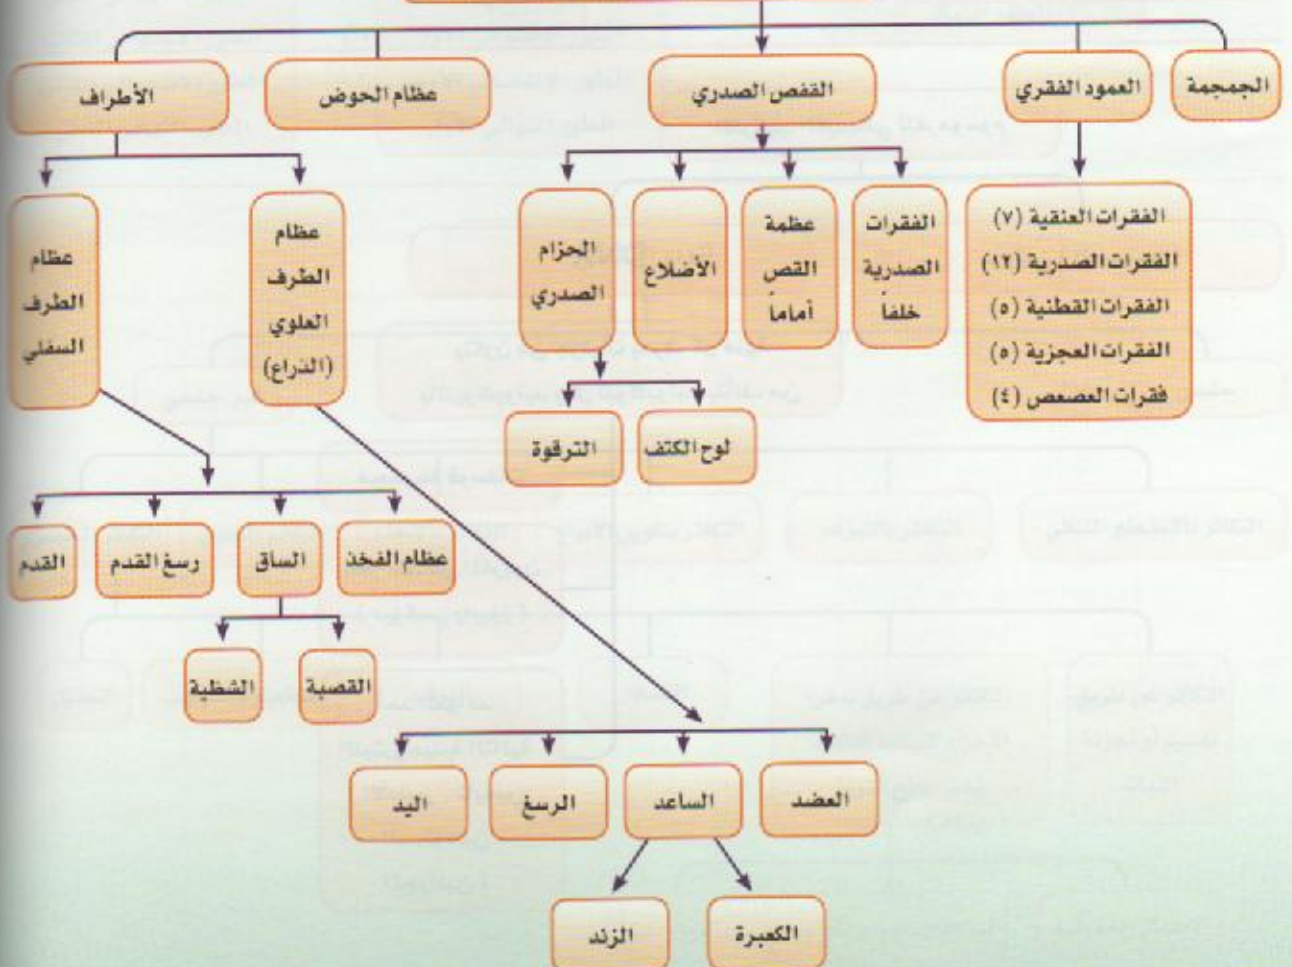 الجمجمة
العمود الفقري
القفص الصدري
عظام الحوض
الأطراف
الفقرات العنقية (٧)
الفقرات الصدرية (١٢)
الفقرات القطنية (٥)
الفقرات العجزية (٥)
فقرات العصعص (٤)
الفقرات
الصدرية
خلفاً
عظمة
القص
أماماً
الأضلاع
الحزام
الصدري
لوح الكتف
الترقوة
عظام
الطرف
العلوي
(الذراع)
عظام
الطرف
السفلي
عظام الفخذ
الساق
رسغ القدم
القدم
القصبة
الشظية
العضد
الساعد
الرسغ
اليد
الكعبرة
الزند